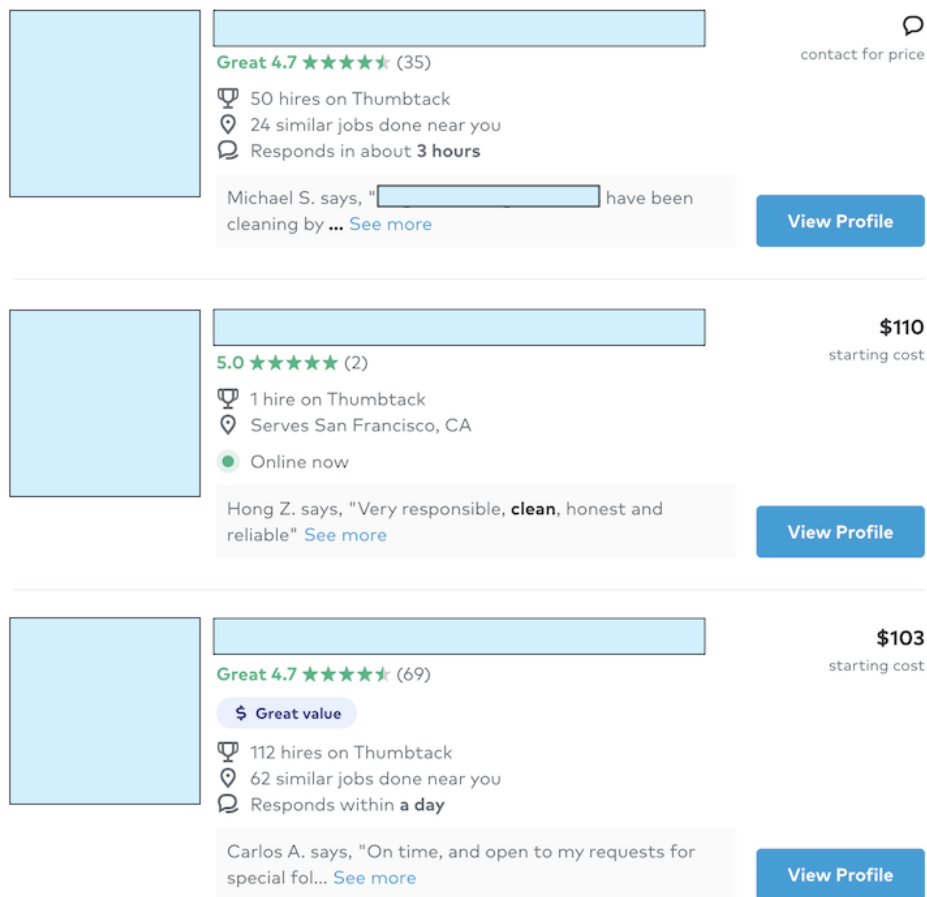 Great 4.7 (35)
contact for price
50 hires on Thumbtack
24 similar jobs done near you
Responds in about 3 hours
Michael S. says, " have been
cleaning by ... See more
View Profile
$110
starting cost
5.0 (2)
1 hire on Thumbtack
Serves San Francisco, CA
Online now
Hong Z. says, "Very responsible, clean, honest and
reliable" See more
View Profile
$103
starting cost
Great 4.7 (69)
$ Great value
112 hires on Thumbtack
62 similar jobs done near you
Responds within a day
Carlos A. says, "On time, and open to my requests for
special fol... See more
View Profile